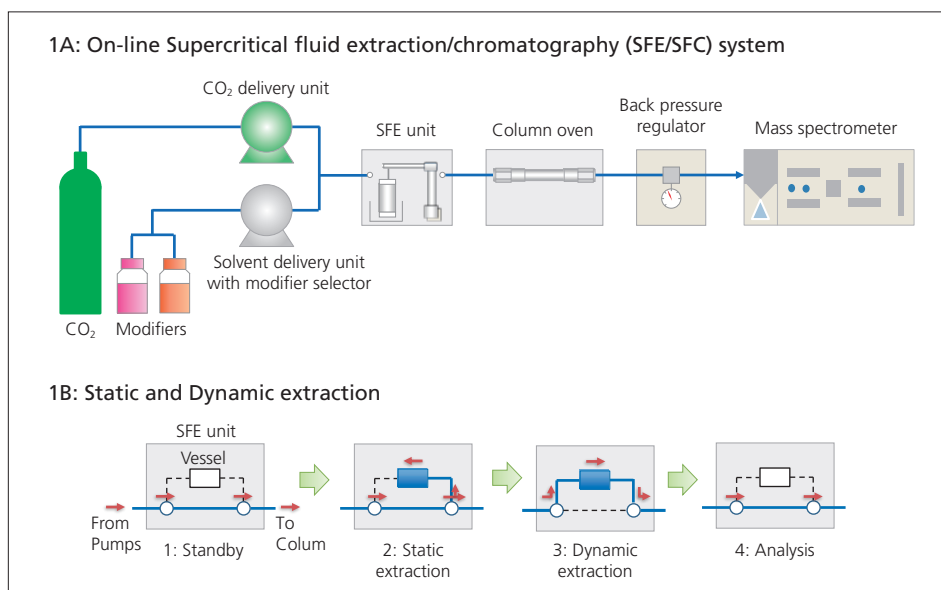 1A: On-line Supercritical fluid extraction/chromatography (SFE/SFC) system
CO₂ delivery unit
SFE unit
Column oven
Back pressure
regulator
Mass spectrometer
Solvent delivery unit
with modifier selector
CO₂
Modifiers
1B: Static and Dynamic extraction
SFE unit
Vessel
From
Pumps
1: Standby
To
Colum
2: Static
extraction
3: Dynamic
extraction
4: Analysis